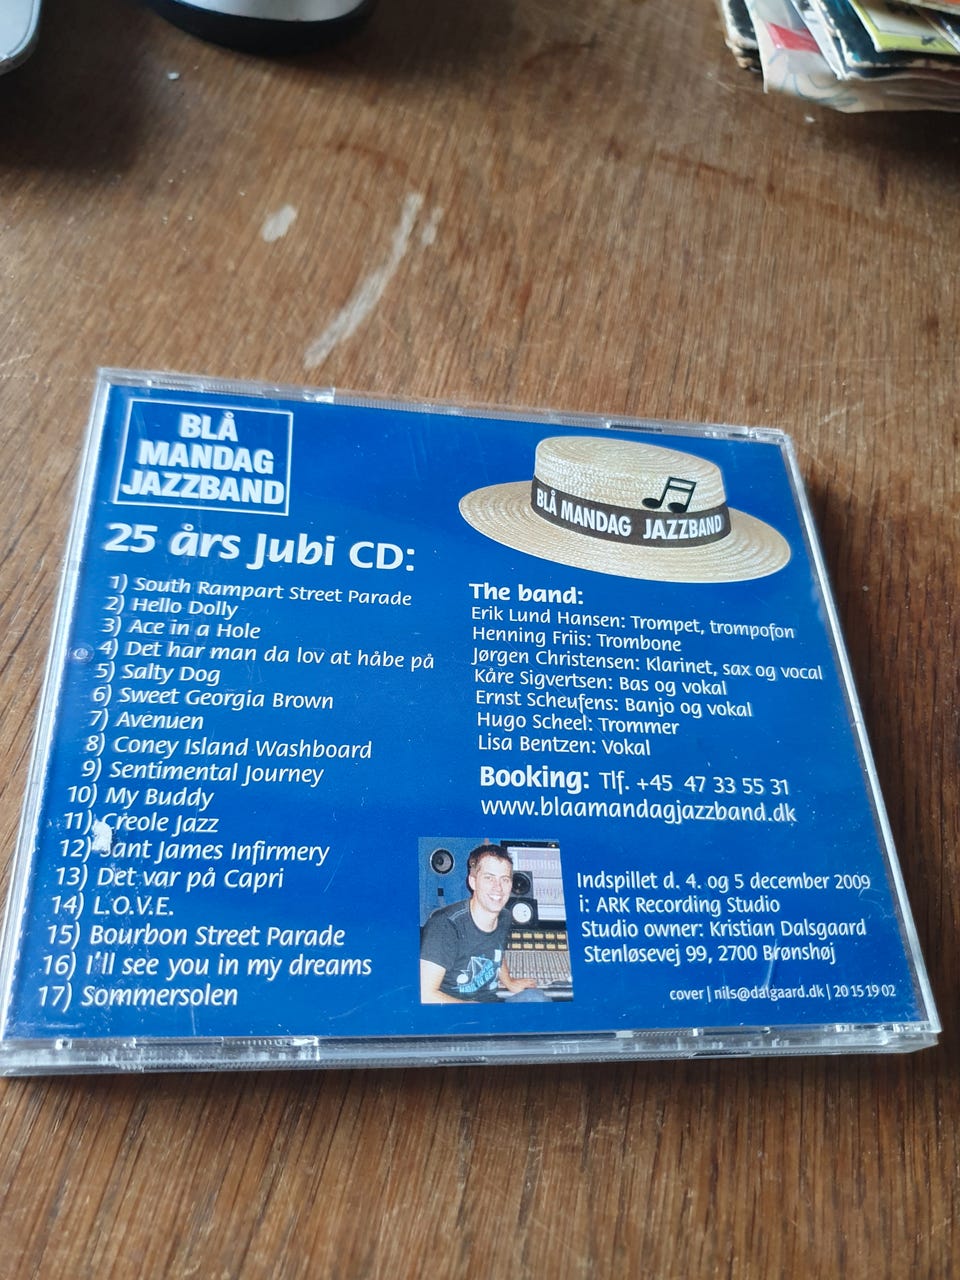 BLÅ
MANDAG
JAZZBAND
25 års Jubi CD:
1) South Rampart Street Parade
2) Hello Dolly
3) Ace in a Hole
4) Det har man da lov at håbe på
5) Salty Dog
6) Sweet Georgia Brown
7) Avenuen
8) Coney Island Washboard
9) Sentimental Journey
10) My Buddy
11) Creole Jazz
12) Sant James Infirmery
13) Det var på Capri
14) L.O.V.E.
15) Bourbon Street Parade
16) I'll see you in my dreams
17) Sommersolen
BLÅ MANDAG JAZZBAND
The band:
Erik Lund Hansen: Trompet, trompofon
Henning Friis: Trombone
Jørgen Christensen: Klarinet, sax og vocal
Kåre Sigvertsen: Bas og vokal
Ernst Scheufens: Banjo og vokal
Hugo Scheel: Trommer
Lisa Bentzen: Vokal
Booking: Tlf. +45 47 33 55 31
www.blaamandagjazzband.dk
Indspillet d. 4. og 5 december 2009
i: ARK Recording Studio
Studio owner: Kristian Dalsgaard
Stenløsevej 99, 2700 Brønshøj
cover | nils@dalgaard.dk | 20 15 19 02